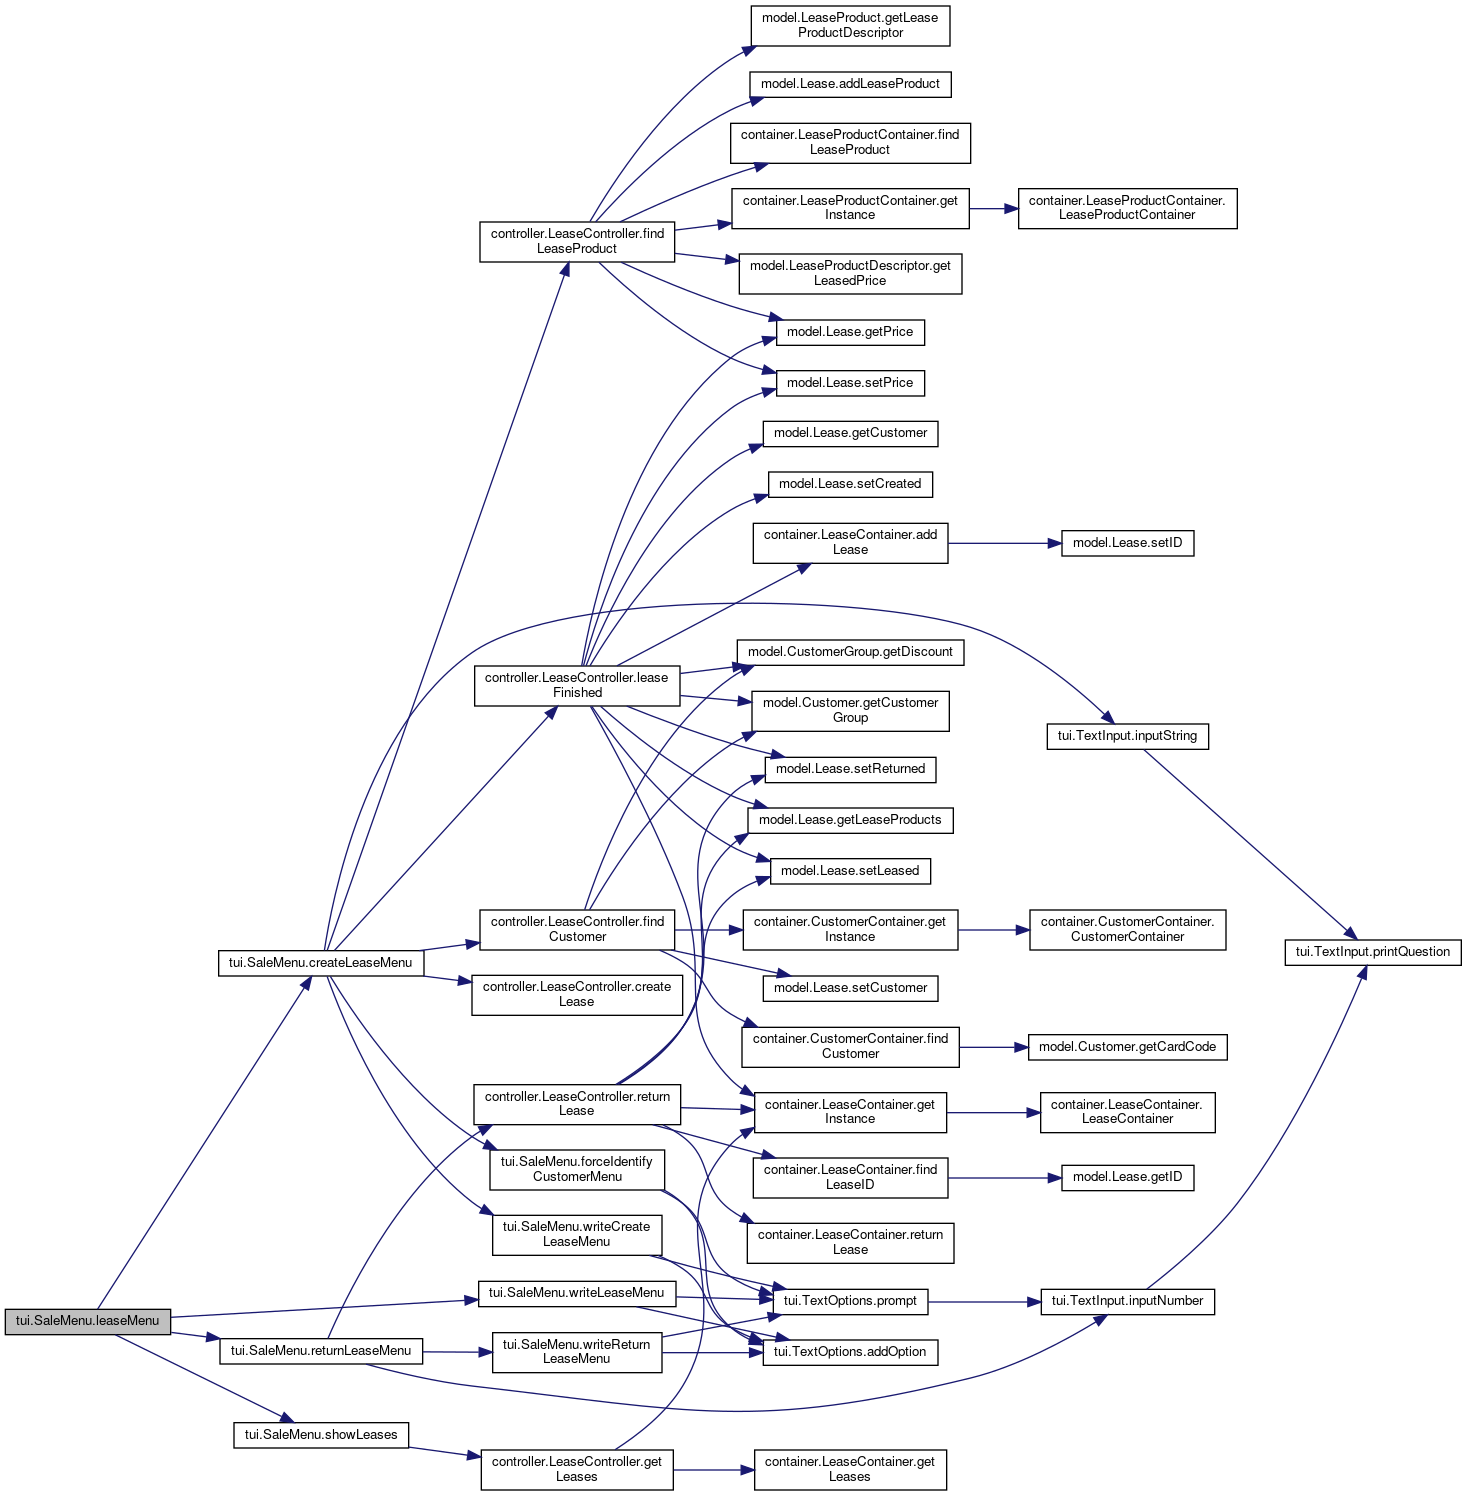 model.LeaseProduct.getLease
ProductDescriptor
model.Lease.addLeaseProduct
container.LeaseProductContainer.find
LeaseProduct
container.LeaseProductContainer.get
Instance
container.LeaseProductContainer.
LeaseProductContainer
controller.LeaseController.find
LeaseProduct
model.LeaseProductDescriptor.get
LeasedPrice
model.Lease.getPrice
model.Lease.setPrice
model.Lease.getCustomer
model.Lease.setCreated
container.LeaseContainer.add
Lease
model.Lease.setID
model.CustomerGroup.getDiscount
controller.LeaseController.lease
Finished
model.Customer.getCustomer
Group
tui.TextInput.inputString
model.Lease.setReturned
model.Lease.getLeaseProducts
model.Lease.setLeased
controller.LeaseController.find
Customer
container.CustomerContainer.get
Instance
container.CustomerContainer.
CustomerContainer
tui.TextInput.printQuestion
tui.SaleMenu.createLeaseMenu
controller.LeaseController.create
Lease
model.Lease.setCustomer
container.CustomerContainer.find
Customer
model.Customer.getCardCode
controller.LeaseController.return
Lease
container.LeaseContainer.get
Instance
container.LeaseContainer.
LeaseContainer
tui.SaleMenu.forceIdentify
CustomerMenu
container.LeaseContainer.find
LeaseID
model.Lease.getID
tui.SaleMenu.writeCreate
LeaseMenu
container.LeaseContainer.return
Lease
tui.SaleMenu.writeLeaseMenu
tui.TextOptions.prompt
tui.TextInput.inputNumber
tui.SaleMenu.leaseMenu
tui.SaleMenu.returnLeaseMenu
tui.SaleMenu.writeReturn
LeaseMenu
tui.TextOptions.addOption
tui.SaleMenu.showLeases
controller.LeaseController.get
Leases
container.LeaseContainer.get
Leases